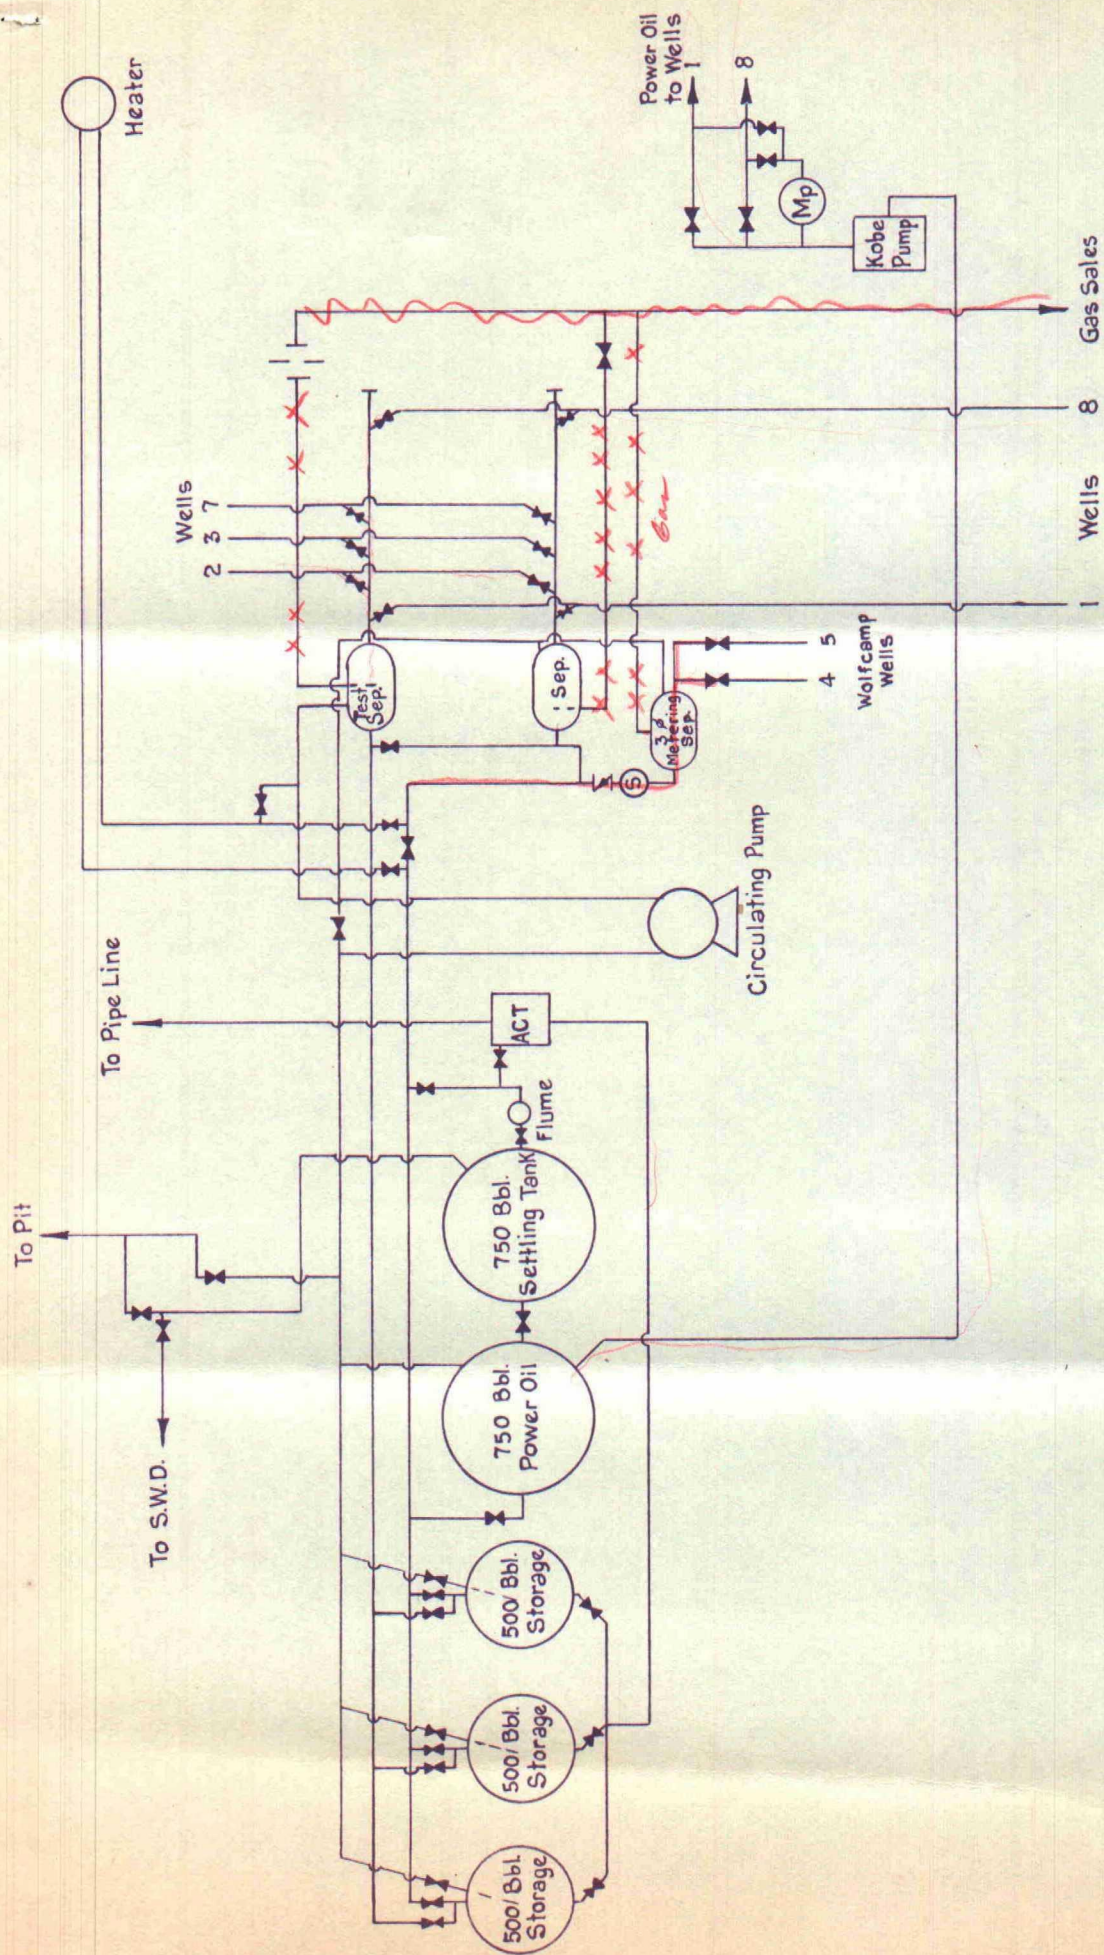 Heater
Power Oil
to Wells
1
8
Mp
Kobe
Pump
Gas Sales
Wells
7
3
2
8
Wells
1
Test
Sep.
Sep.
3 φ
Metering
Sep.
5
4
Wolfcamp
Wells
Gas
S
Circulating Pump
To Pipe Line
ACT
Flume
To Pit
750 Bbl.
Settling Tank
750 Bbl.
Power Oil
To S.W.D.
500/Bbl.
Storage
500/Bbl.
Storage
500/Bbl.
Storage